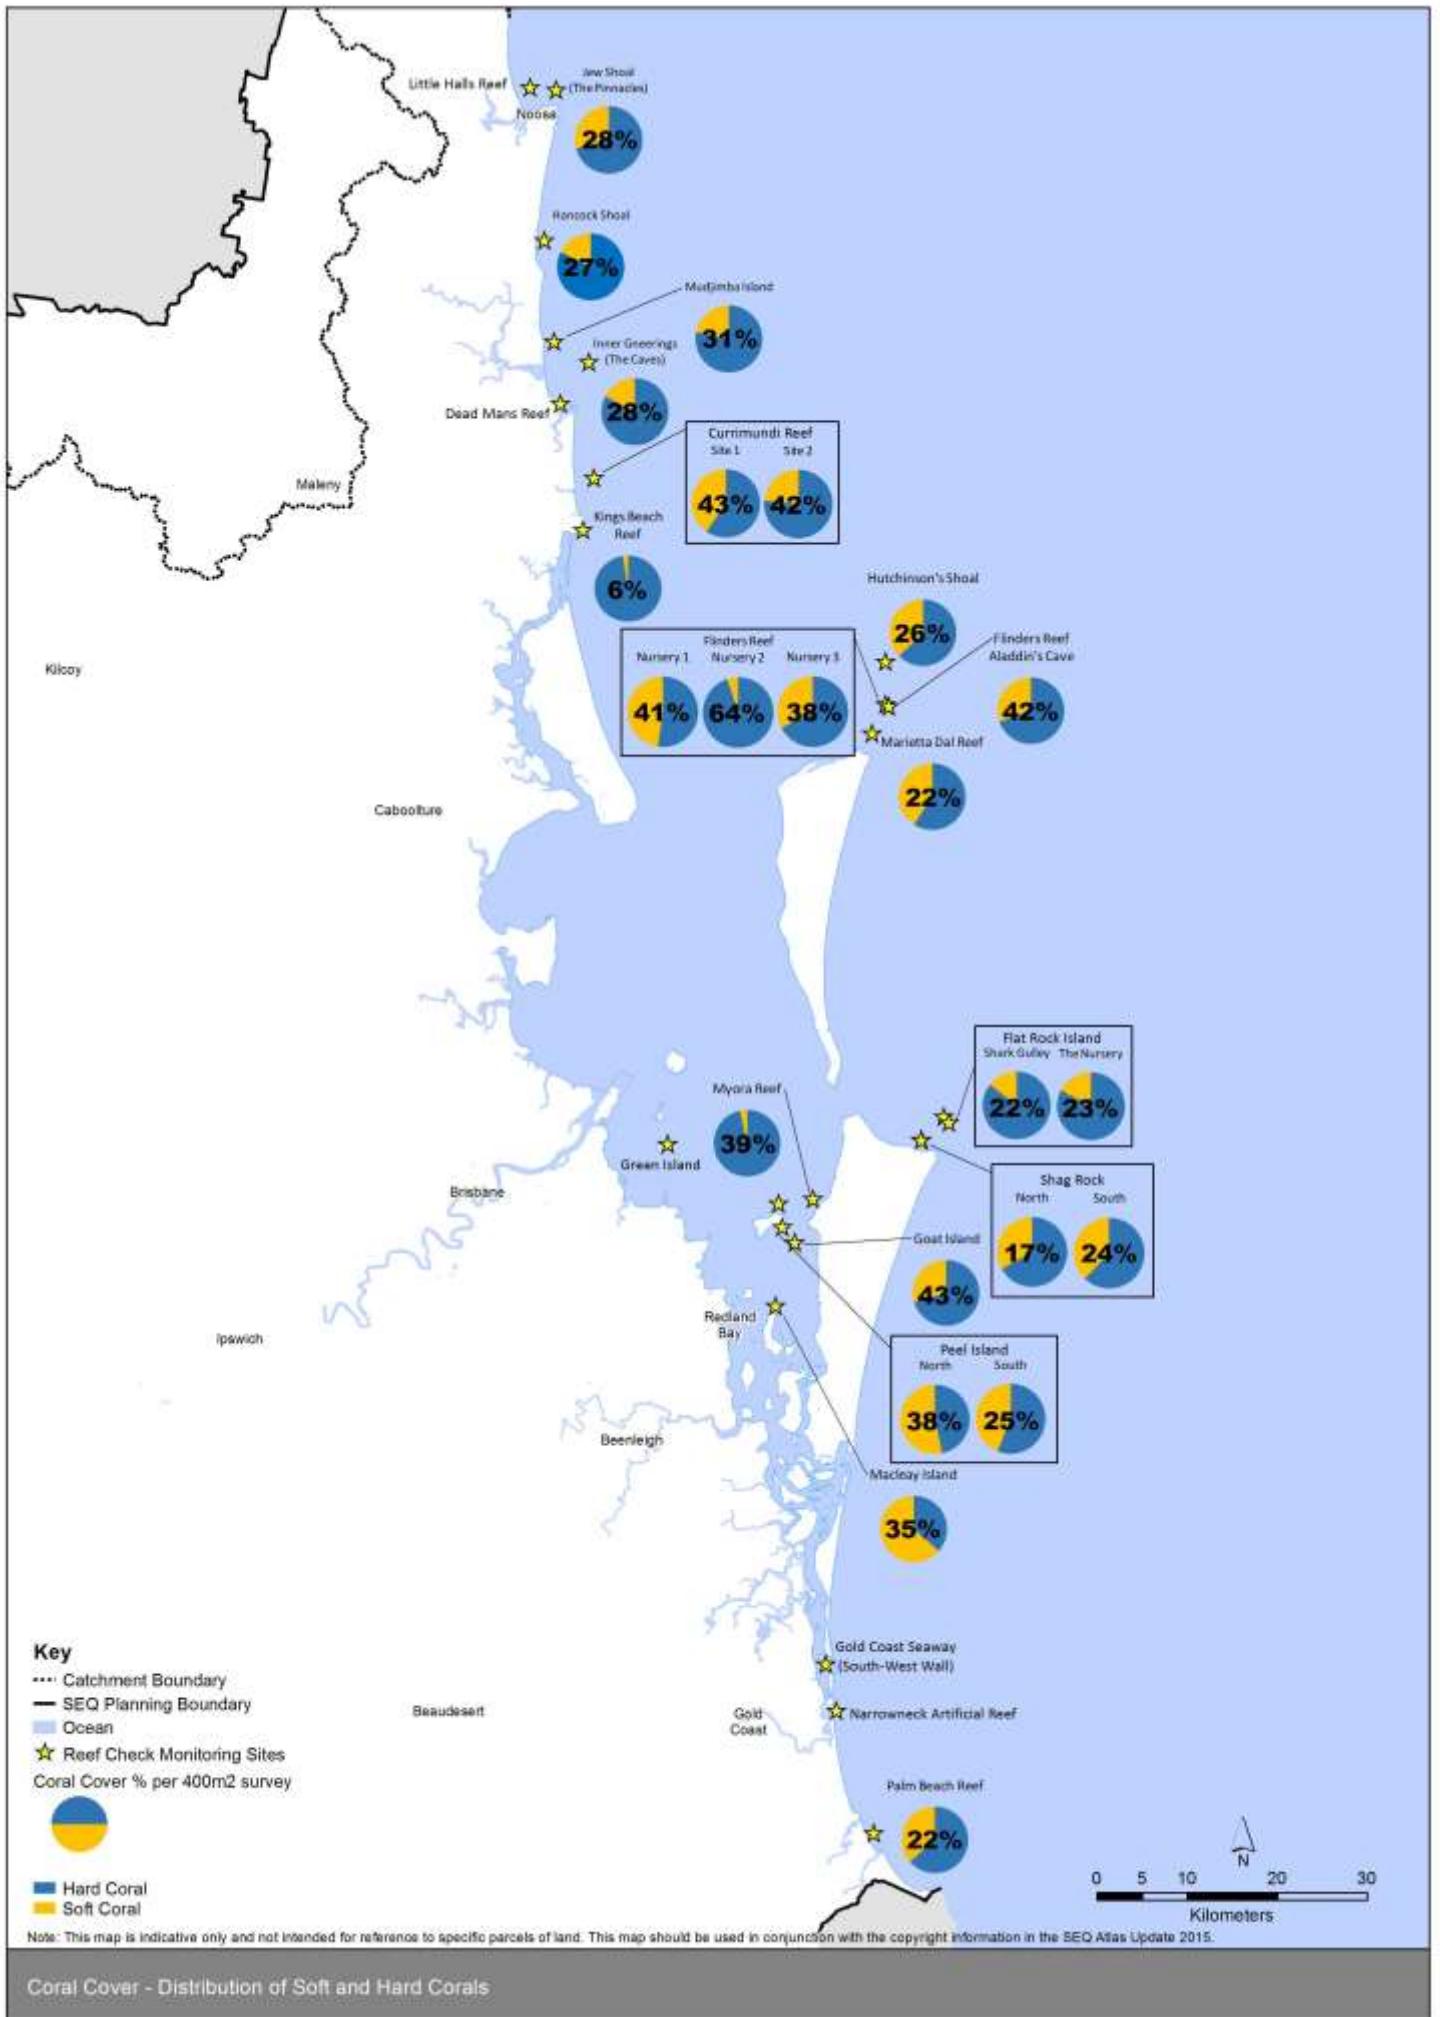 Little Halls Reef
Jew Shoal
(The Pinnacles)
Noosa
28%
Hancock Shoal
27%
Mudjimba Island
31%
Inner Gneerings
(The Caves)
28%
Dead Mans Reef
Currimundi Reef
Site 1 Site 2
43% 42%
Maleny
Kings Beach
Reef
6%
Hutchinson's Shoal
26%
Flinders Reef
Aladdin's Cave
42%
Flinders Reef
Nursery 1 Nursery 2 Nursery 3
41% 64% 38%
Kilcoy
Marietta Dal Reef
22%
Caboolture
Flat Rock Island
Shark Gulley The Nursery
22% 23%
Myora Reef
39%
Green Island
Brisbane
Shag Rock
North South
17% 24%
Goat Island
43%
Redland
Bay
Ipswich
Peel Island
North South
38% 25%
Beenleigh
Macleay Island
35%
Gold Coast Seaway
(South-West Wall)
Beaudesert
Gold
Coast
Narrowneck Artificial Reef
Palm Beach Reef
22%
Key
Catchment Boundary
SEQ Planning Boundary
Ocean
Reef Check Monitoring Sites
Coral Cover % per 400m2 survey
Hard Coral
Soft Coral
N
0 5 10 20 30
Kilometers
Note: This map is indicative only and not intended for reference to specific parcels of land. This map should be used in conjunction with the copyright information in the SEQ Atlas Update 2015.
Coral Cover - Distribution of Soft and Hard Corals